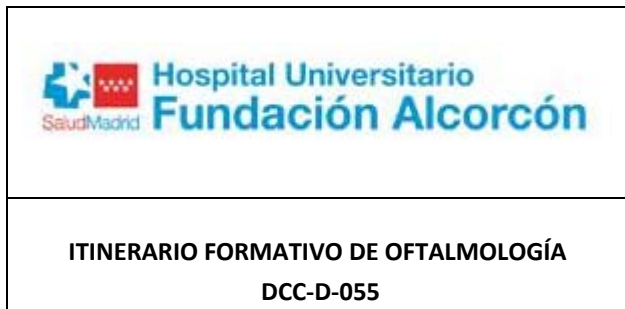 Hospital Universitario
Fundación Alcorcón
SaludMadrid
ITINERARIO FORMATIVO DE OFTALMOLOGÍA
DCC-D-055